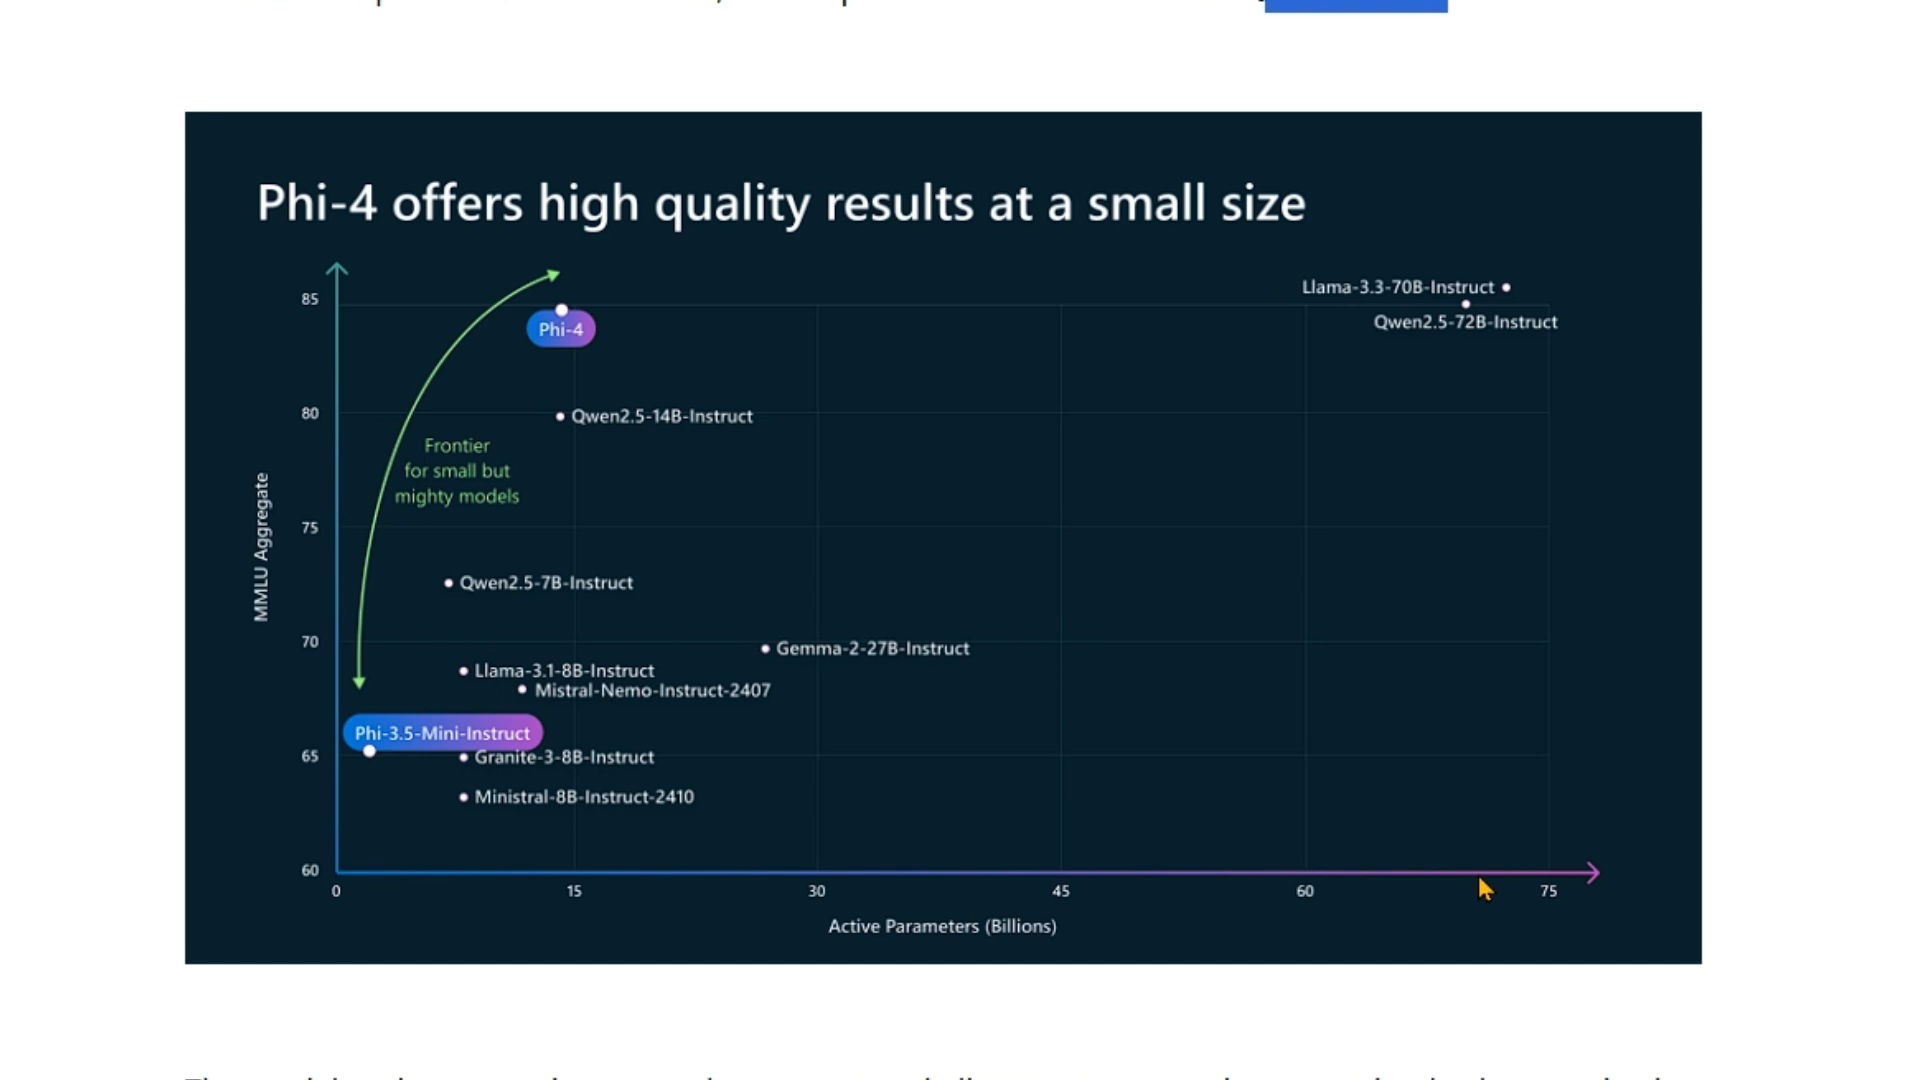 Phi-4 offers high quality results at a small size
85
80
75
70
65
60
MMLU Aggregate
Frontier
for small but
mighty models
Llama-3.3-70B-Instruct
Qwen2.5-72B-Instruct
Phi-4
Qwen2.5-14B-Instruct
Qwen2.5-7B-Instruct
Gemma-2-27B-Instruct
Llama-3.1-8B-Instruct
Mistral-Nemo-Instruct-2407
Phi-3.5-Mini-Instruct
Granite-3-8B-Instruct
Ministral-8B-Instruct-2410
0 15 30 45 60 75
Active Parameters (Billions)